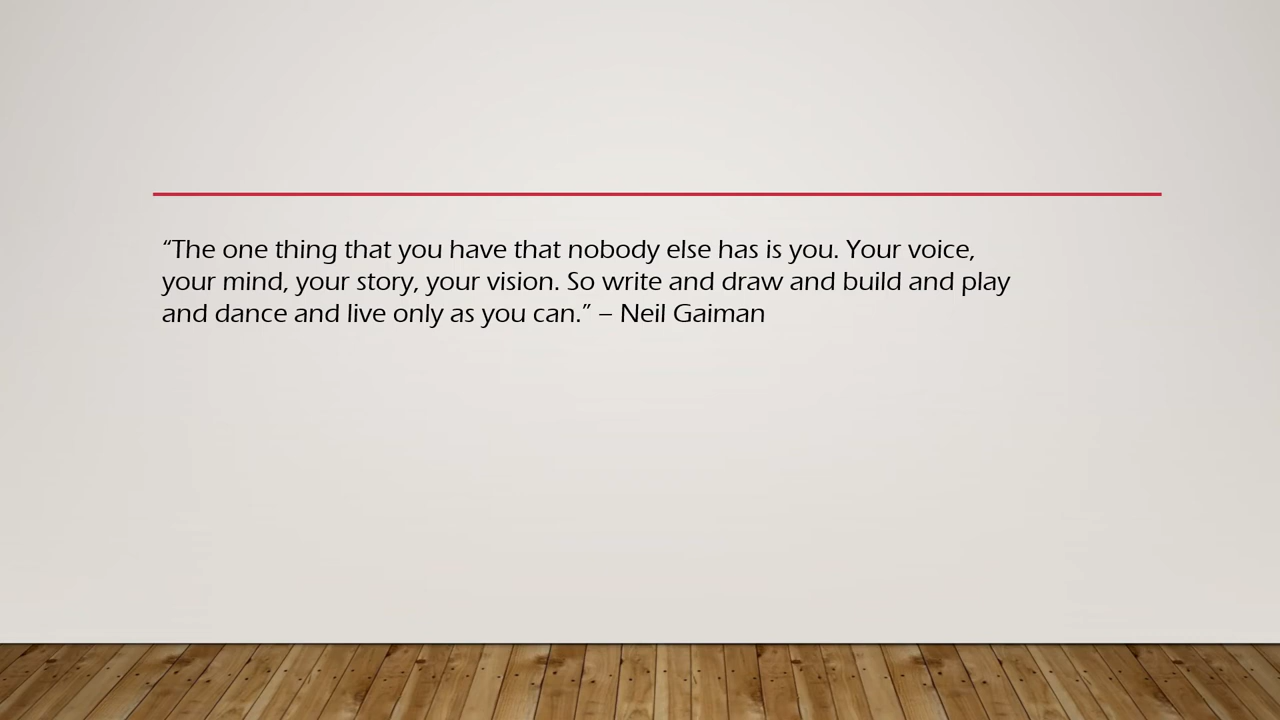 “The one thing that you have that nobody else has is you. Your voice,
your mind, your story, your vision. So write and draw and build and play
and dance and live only as you can.” – Neil Gaiman